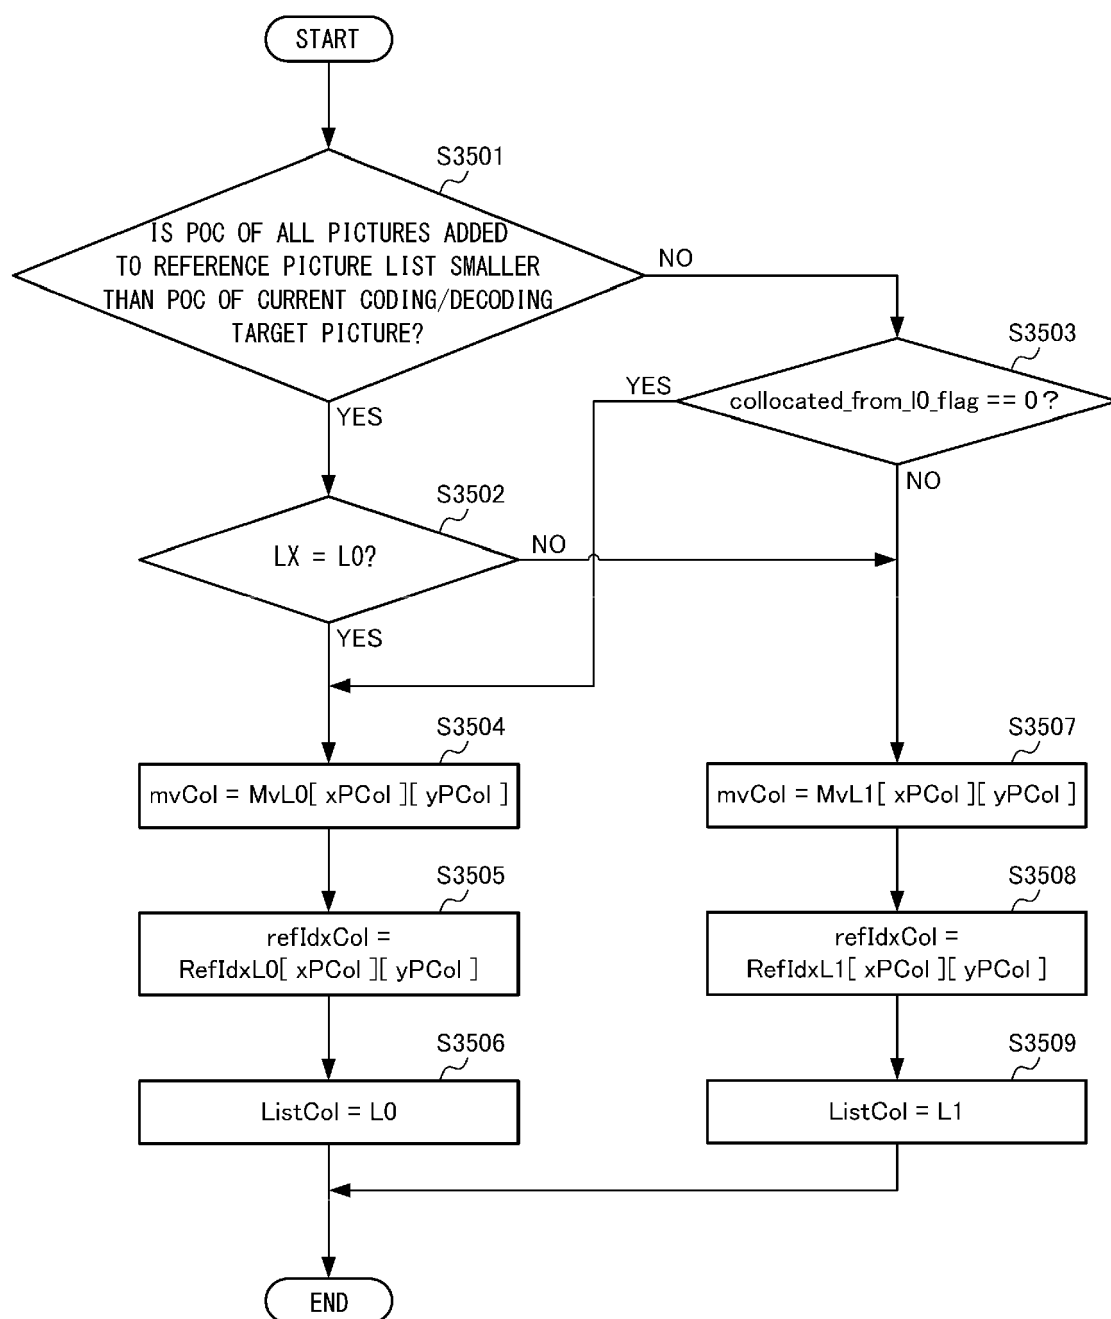 START
S3501
IS POC OF ALL PICTURES ADDED
TO REFERENCE PICTURE LIST SMALLER
THAN POC OF CURRENT CODING/DECODING
TARGET PICTURE?
NO
YES
S3503
collocated_from_l0_flag == 0?
YES
NO
S3502
LX = L0?
NO
YES
S3504
mvCol = MvL0[ xPCol ][ yPCol ]
S3507
mvCol = MvL1[ xPCol ][ yPCol ]
S3505
refIdxCol =
RefIdxL0[ xPCol ][ yPCol ]
S3508
refIdxCol =
RefIdxL1[ xPCol ][ yPCol ]
S3506
ListCol = L0
S3509
ListCol = L1
END